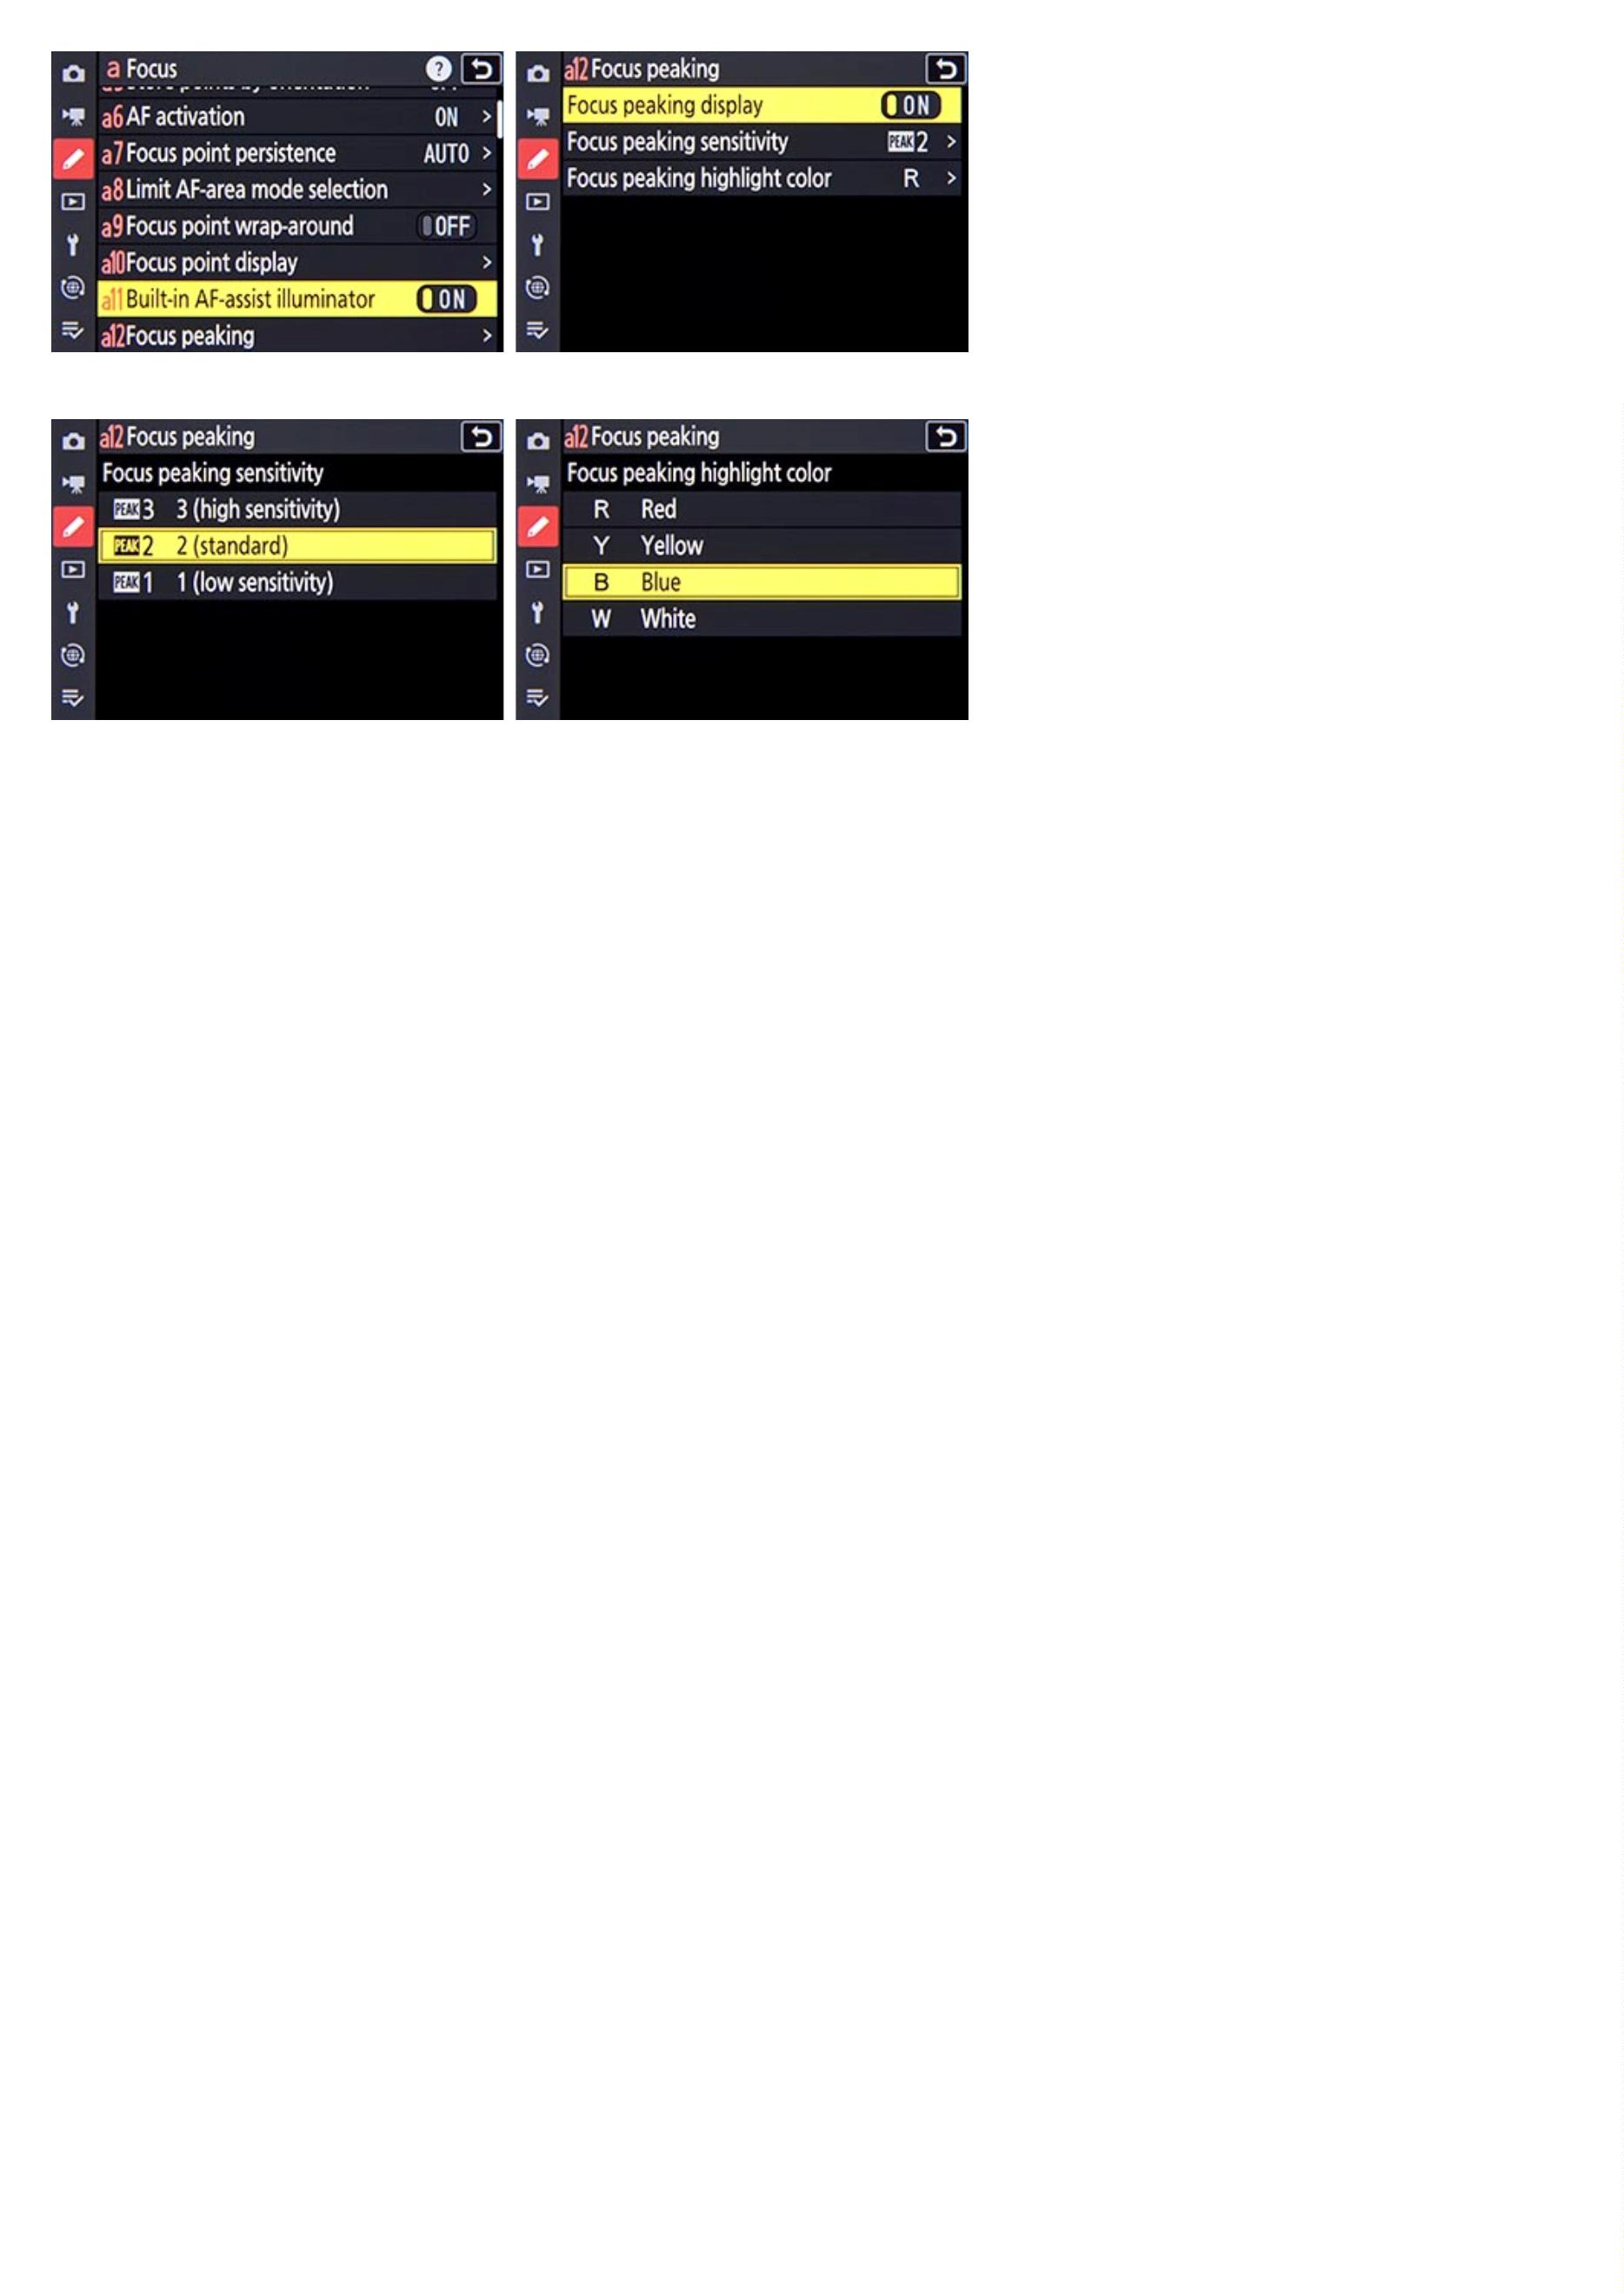 a Focus ?
a6 AF activation ON >
a7 Focus point persistence AUTO >
a8 Limit AF-area mode selection >
a9 Focus point wrap-around OFF
a10 Focus point display >
a11 Built-in AF-assist illuminator ON
a12 Focus peaking >
a12 Focus peaking
Focus peaking display ON
Focus peaking sensitivity PEAK 2 >
Focus peaking highlight color R >
a12 Focus peaking
Focus peaking sensitivity
PEAK 3 3 (high sensitivity)
PEAK 2 2 (standard)
PEAK 1 1 (low sensitivity)
a12 Focus peaking
Focus peaking highlight color
R Red
Y Yellow
B Blue
W White